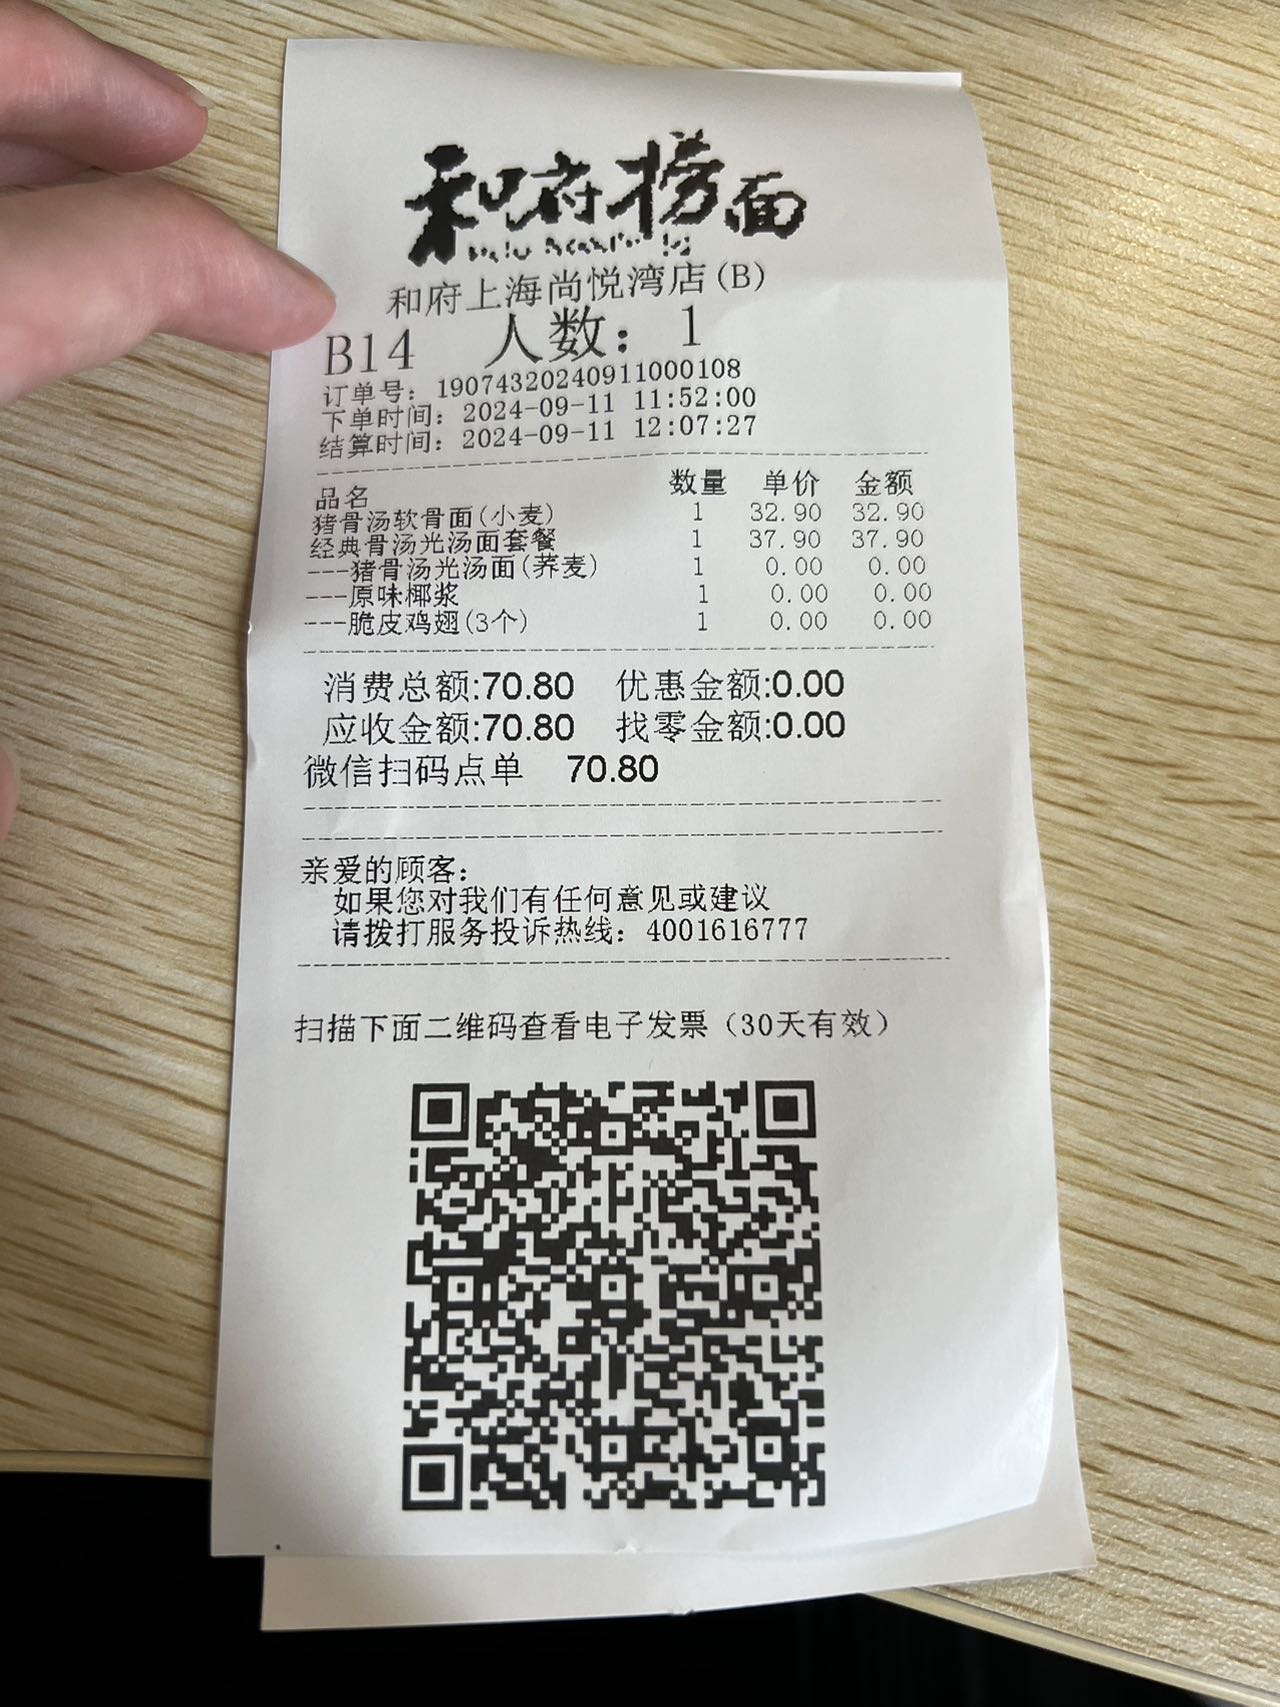 和府捞面
和府上海尚悦湾店(B)
B14 人数：1
订单号：19074320240911000108
下单时间：2024-09-11 11:52:00
结算时间：2024-09-11 12:07:27
品名 数量 单价 金额
猪骨汤软骨面(小麦) 1 32.90 32.90
经典骨汤光汤面套餐 1 37.90 37.90
---猪骨汤光汤面(荞麦) 1 0.00 0.00
---原味椰浆 1 0.00 0.00
---脆皮鸡翅(3个) 1 0.00 0.00
消费总额:70.80 优惠金额:0.00
应收金额:70.80 找零金额:0.00
微信扫码点单 70.80
亲爱的顾客：
如果您对我们有任何意见或建议
请拨打服务投诉热线：4001616777
扫描下面二维码查看电子发票（30天有效）